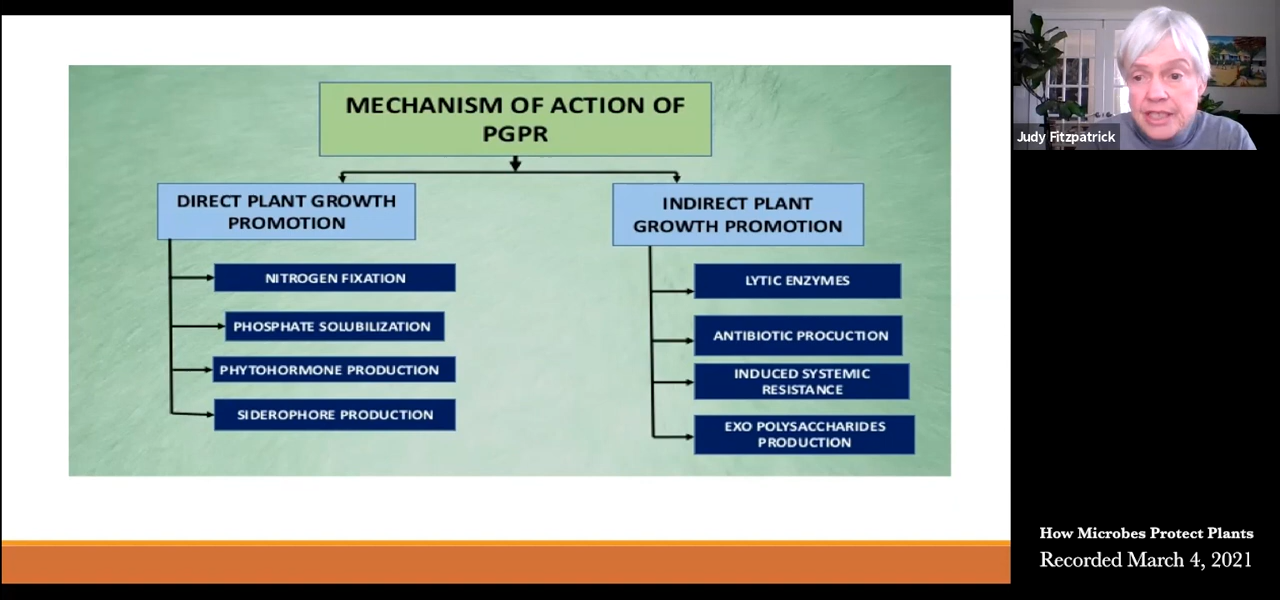 MECHANISM OF ACTION OF
PGPR
DIRECT PLANT GROWTH
PROMOTION
NITROGEN FIXATION
PHOSPHATE SOLUBILIZATION
PHYTOHORMONE PRODUCTION
SIDEROPHORE PRODUCTION
INDIRECT PLANT
GROWTH PROMOTION
LYTIC ENZYMES
ANTIBIOTIC PROCUCTION
INDUCED SYSTEMIC
RESISTANCE
EXO POLYSACCHARIDES
PRODUCTION
Judy Fitzpatrick
How Microbes Protect Plants
Recorded March 4, 2021